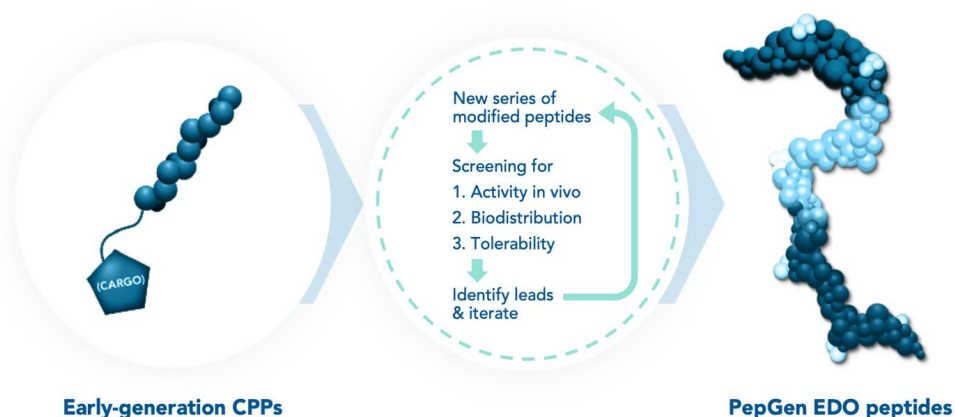 (CARGO)
Early-generation CPPs
New series of
modified peptides
Screening for
1. Activity in vivo
2. Biodistribution
3. Tolerability
Identify leads
& iterate
PepGen EDO peptides